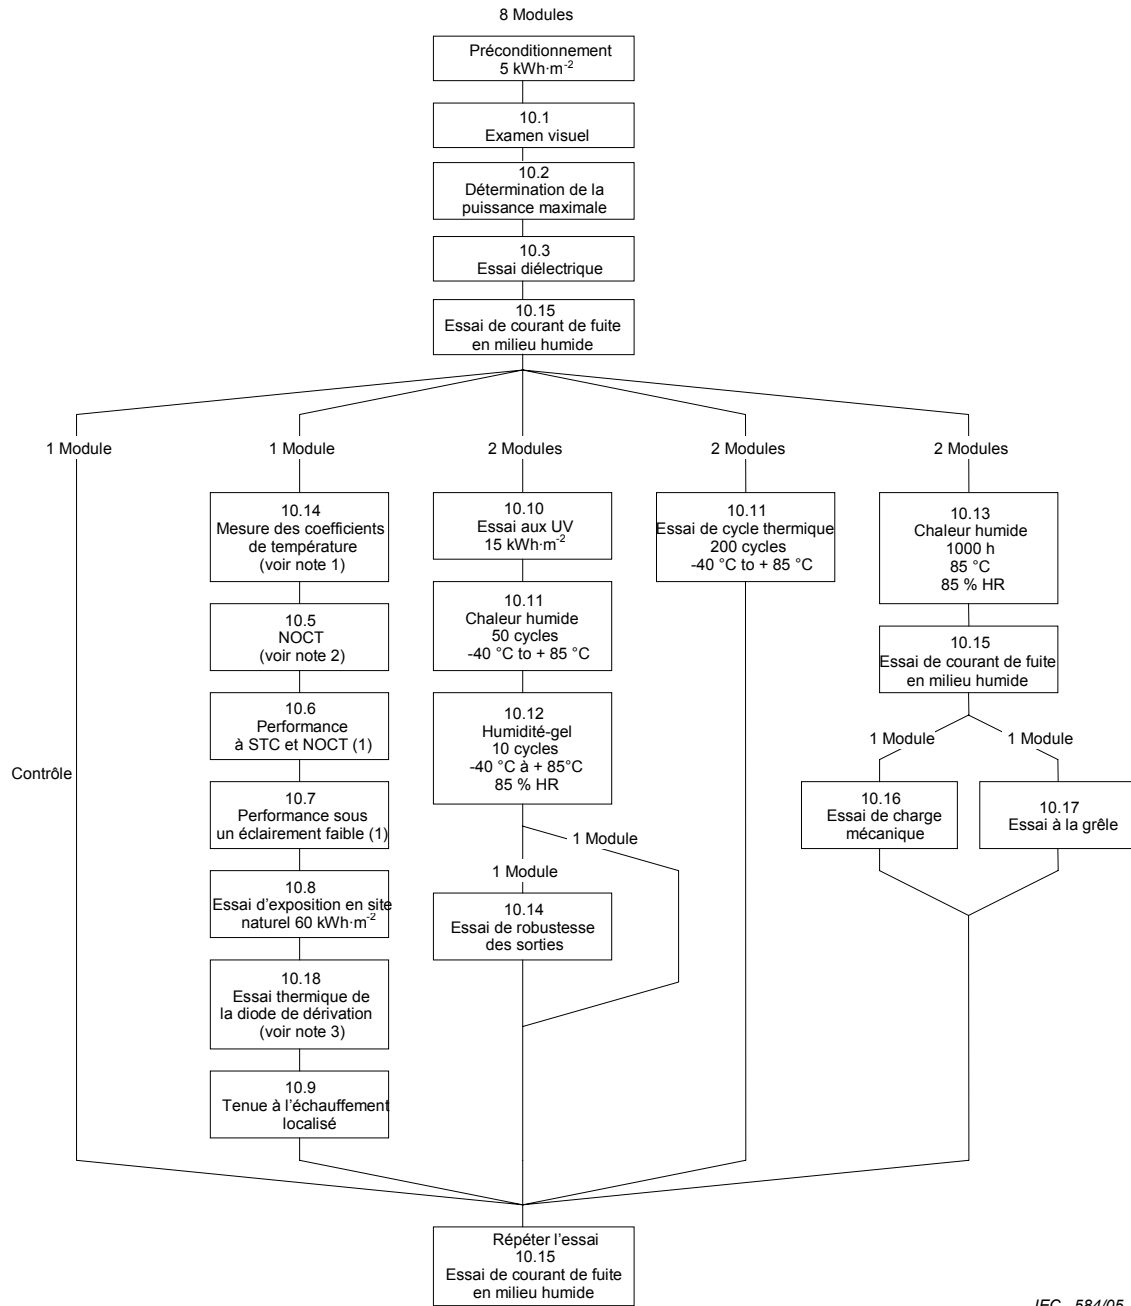 8 Modules
Préconditionnement
5 kWh·m⁻²
10.1
Examen visuel
10.2
Détermination de la
puissance maximale
10.3
Essai diélectrique
10.15
Essai de courant de fuite
en milieu humide
1 Module
1 Module
2 Modules
2 Modules
2 Modules
Contrôle
10.14
Mesure des coefficients
de température
(voir note 1)
10.5
NOCT
(voir note 2)
10.6
Performance
à STC et NOCT (1)
10.7
Performance sous
un éclairement faible (1)
10.8
Essai d'exposition en site
naturel 60 kWh·m⁻²
10.18
Essai thermique de
la diode de dérivation
(voir note 3)
10.9
Tenue à l'échauffement
localisé
10.10
Essai aux UV
15 kWh·m⁻²
10.11
Chaleur humide
50 cycles
-40 °C to + 85 °C
10.12
Humidité-gel
10 cycles
-40 °C à + 85°C
85 % HR
1 Module
1 Module
10.14
Essai de robustesse
des sorties
10.11
Essai de cycle thermique
200 cycles
-40 °C to + 85 °C
10.13
Chaleur humide
1000 h
85 °C
85 % HR
10.15
Essai de courant de fuite
en milieu humide
1 Module
1 Module
10.16
Essai de charge
mécanique
10.17
Essai à la grêle
Répéter l'essai
10.15
Essai de courant de fuite
en milieu humide
IEC 584/05